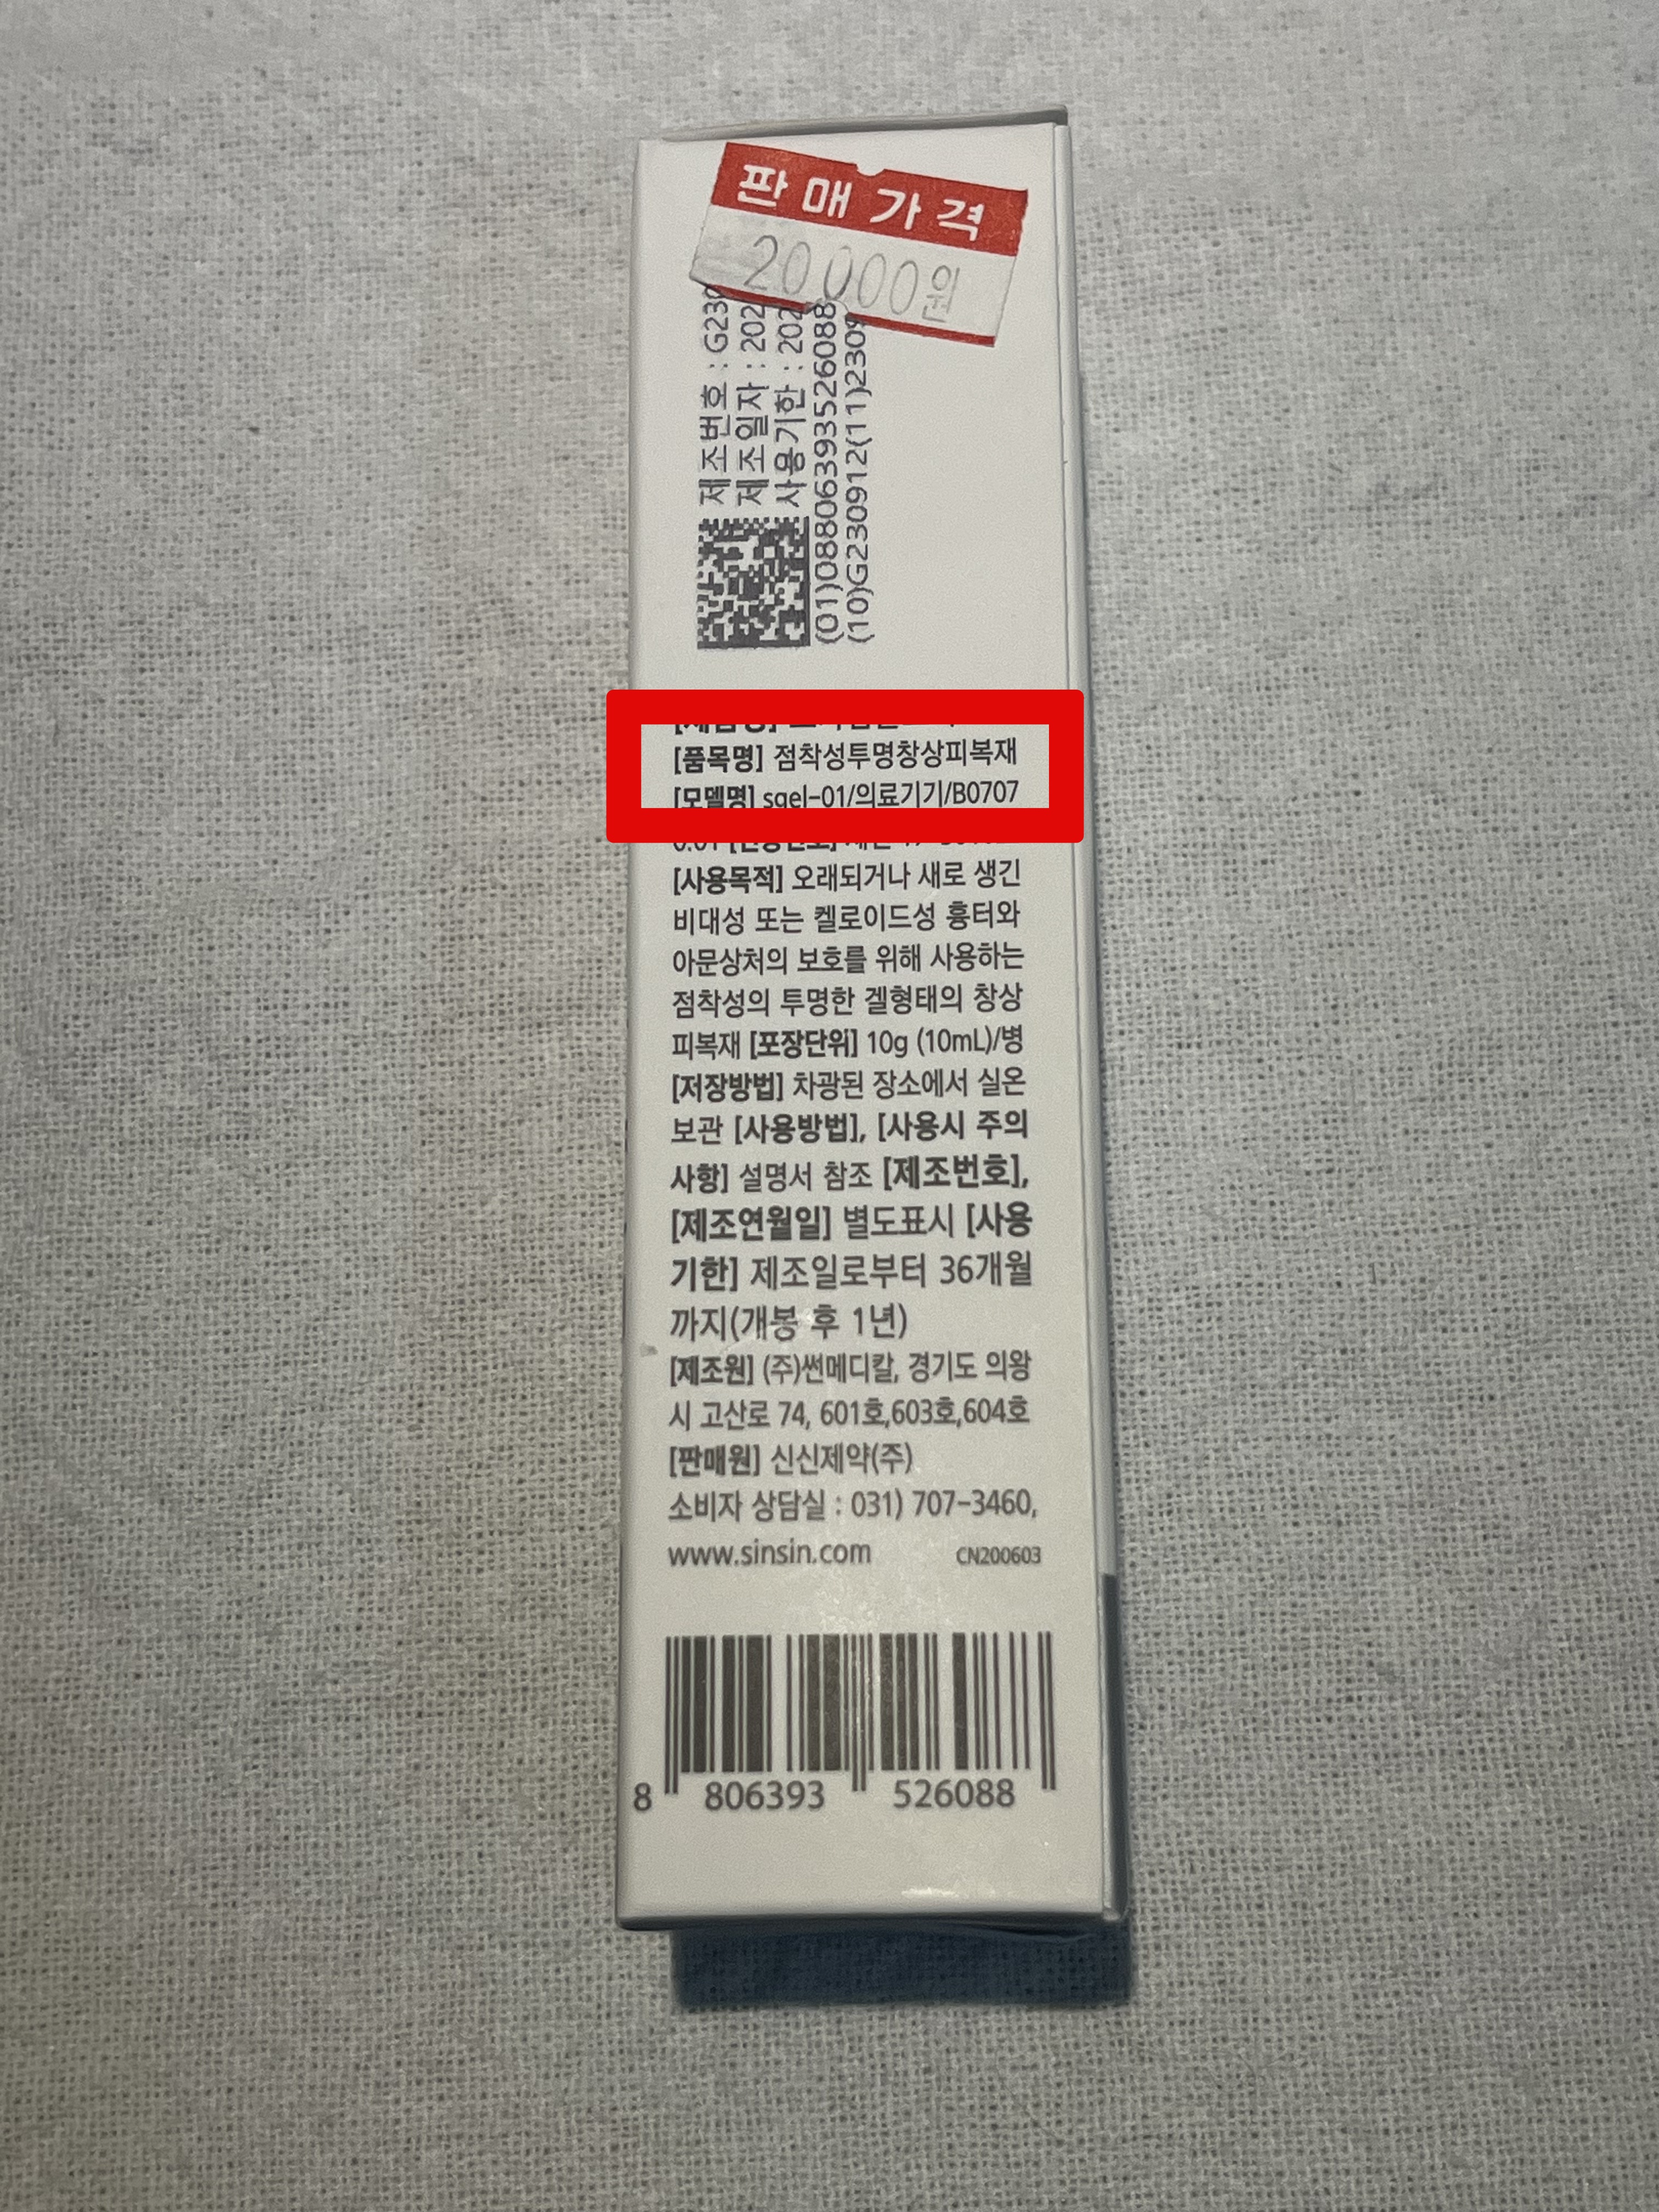 판매가격
20000원
제조번호 : G230
제조일자 : 202
사용기한 : 202
(01)08806393526088
(10)G230912(11)2309
[품목명] 점착성투명창상피복재
[모델명] sgel-01/의료기기/B0707
[사용목적] 오래되거나 새로 생긴
비대성 또는 켈로이드성 흉터와
아문상처의 보호를 위해 사용하는
점착성의 투명한 겔형태의 창상
피복재 [포장단위] 10g (10mL)/병
[저장방법] 차광된 장소에서 실온
보관 [사용방법], [사용시 주의
사항] 설명서 참조 [제조번호],
[제조연월일] 별도표시 [사용
기한] 제조일로부터 36개월
까지(개봉 후 1년)
[제조원] (주)썬메디칼, 경기도 의왕
시 고산로 74, 601호,603호,604호
[판매원] 신신제약(주)
소비자 상담실 : 031) 707-3460,
www.sinsin.com CN200603
8 806393 526088